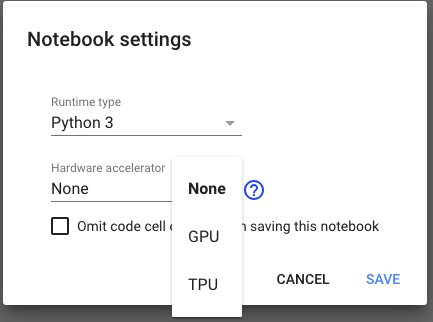 Notebook settings
Runtime type
Python 3
Hardware accelerator
None
None
?
Omit code cell o n saving this notebook
GPU
TPU
CANCEL SAVE